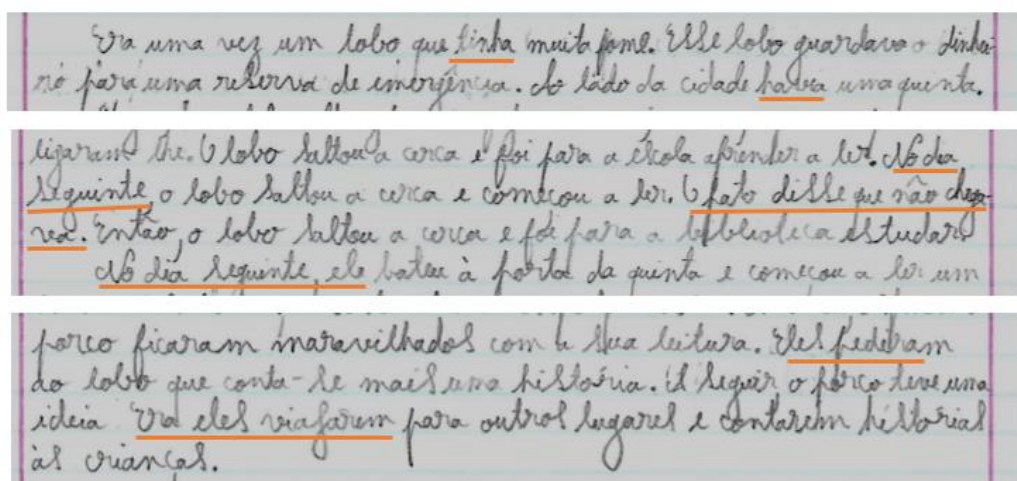 Era uma vez um lobo que tinha muita fome. Esse lobo guardava o dinhei-
ro para uma reserva de emergência. Ao lado da cidade havia uma quinta.
ligaram lhe. O lobo saltou a cerca e foi para a escola aprender a ler. No dia
seguinte, o lobo saltou a cerca e começou a ler. O pato disse que não chega-
va. Então, o lobo saltou a cerca e foi para a biblioteca estudar.
No dia seguinte, ele bateu à porta da quinta e começou a ler um
porco ficaram maravilhados com a sua leitura. Eles pederam
ao lobo que conta-se mais uma história. A seguir o porco teve uma
ideia Era eles viajarem para outros lugares e contarem histórias
às crianças.